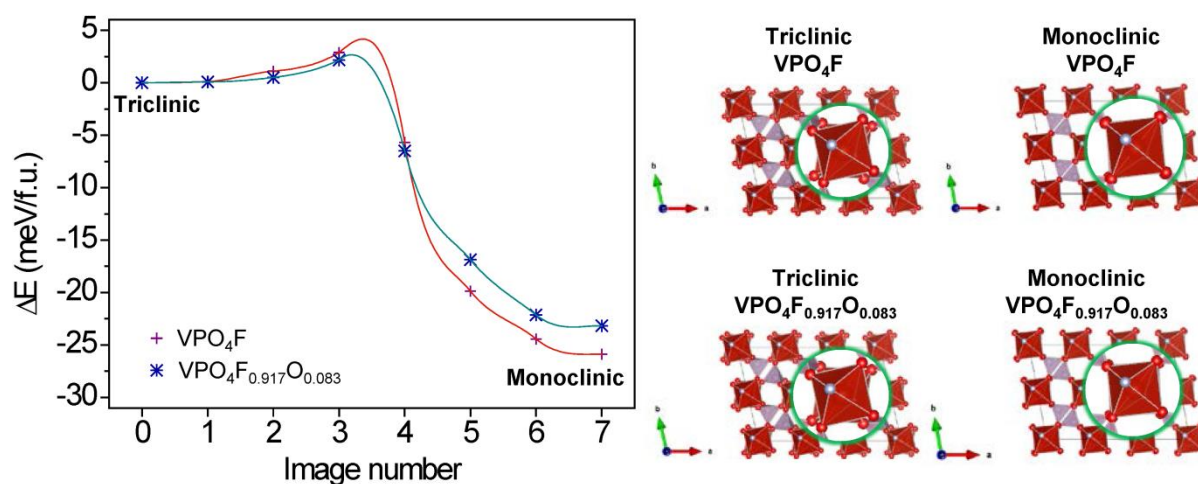 ΔE (meV/f.u.)
5
0
-5
-10
-15
-20
-25
-30
Triclinic
Monoclinic
VPO₄F
VPO₄F₀.₉₁₇O₀.₀₈₃
0 1 2 3 4 5 6 7
Image number
Triclinic
VPO₄F
b
a
Monoclinic
VPO₄F
b
a
Triclinic
VPO₄F₀.₉₁₇O₀.₀₈₃
b
a
Monoclinic
VPO₄F₀.₉₁₇O₀.₀₈₃
b
a